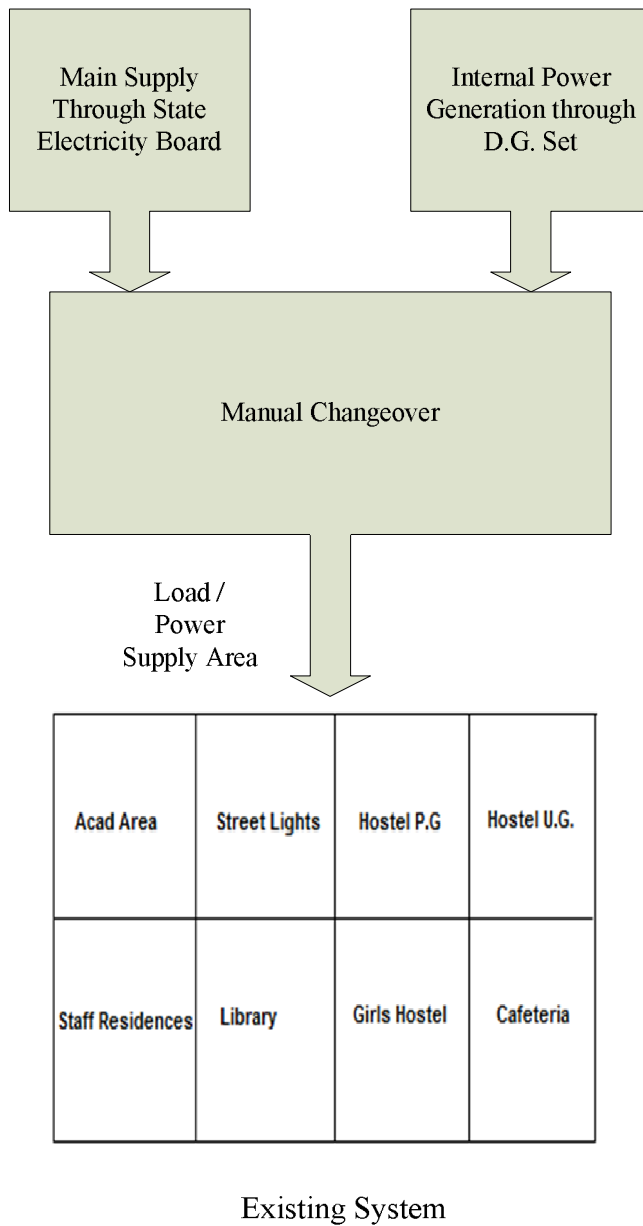 Main Supply
Through State
Electricity Board
Internal Power
Generation through
D.G. Set
Manual Changeover
Load /
Power
Supply Area
Acad Area
Street Lights
Hostel P.G
Hostel U.G.
Staff Residences
Library
Girls Hostel
Cafeteria
Existing System